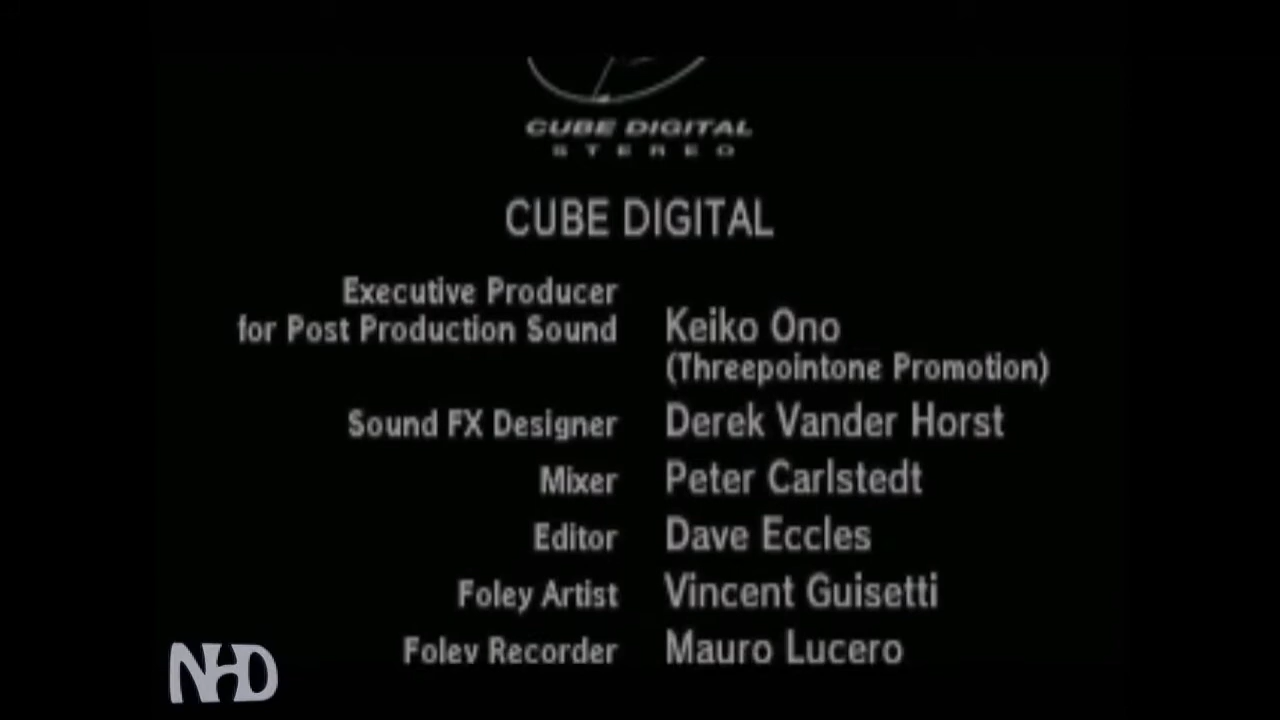 CUBE DIGITAL
STEREO
CUBE DIGITAL
Executive Producer
for Post Production Sound Keiko Ono
(Threepointone Promotion)
Sound FX Designer Derek Vander Horst
Mixer Peter Carlstedt
Editor Dave Eccles
Foley Artist Vincent Guisetti
Foley Recorder Mauro Lucero
NHD